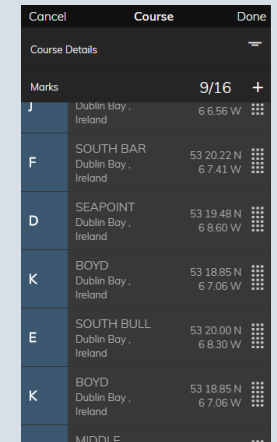 Cancel Course Done
Course Details
Marks 9/16 +
J Dublin Bay , 6 6.56 W
Ireland
SOUTH BAR
F Dublin Bay , 53 20.22 N
Ireland 6 7.41 W
SEAPOINT
D Dublin Bay , 53 19.48 N
Ireland 6 8.60 W
BOYD
K Dublin Bay , 53 18.85 N
Ireland 6 7.06 W
SOUTH BULL
E Dublin Bay , 53 20.00 N
Ireland 6 8.30 W
BOYD
K Dublin Bay , 53 18.85 N
Ireland 6 7.06 W
MIDDLE